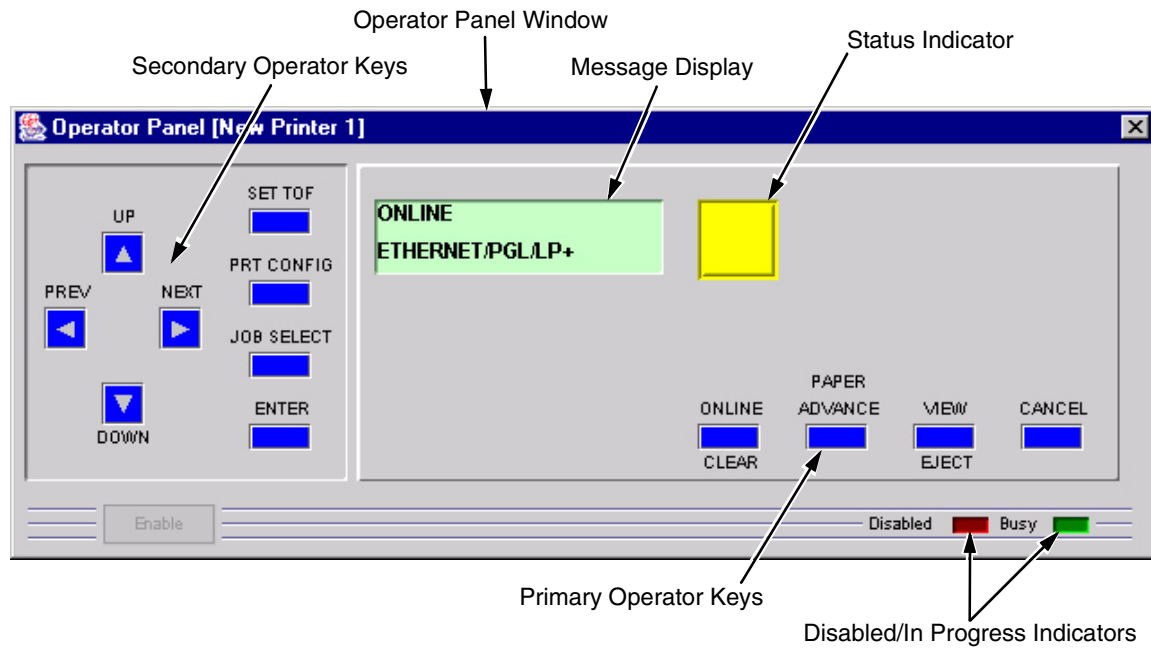 Operator Panel Window
Status Indicator
Secondary Operator Keys
Message Display
Operator Panel [New Printer 1]
SET TOF
UP
PRT CONFIG
PREV NEXT
JOB SELECT
ENTER
DOWN
ONLINE
ETHERNET/PGL/LP+
PAPER
ONLINE ADVANCE VIEW CANCEL
CLEAR EJECT
Enable
Disabled Busy
Primary Operator Keys
Disabled/In Progress Indicators